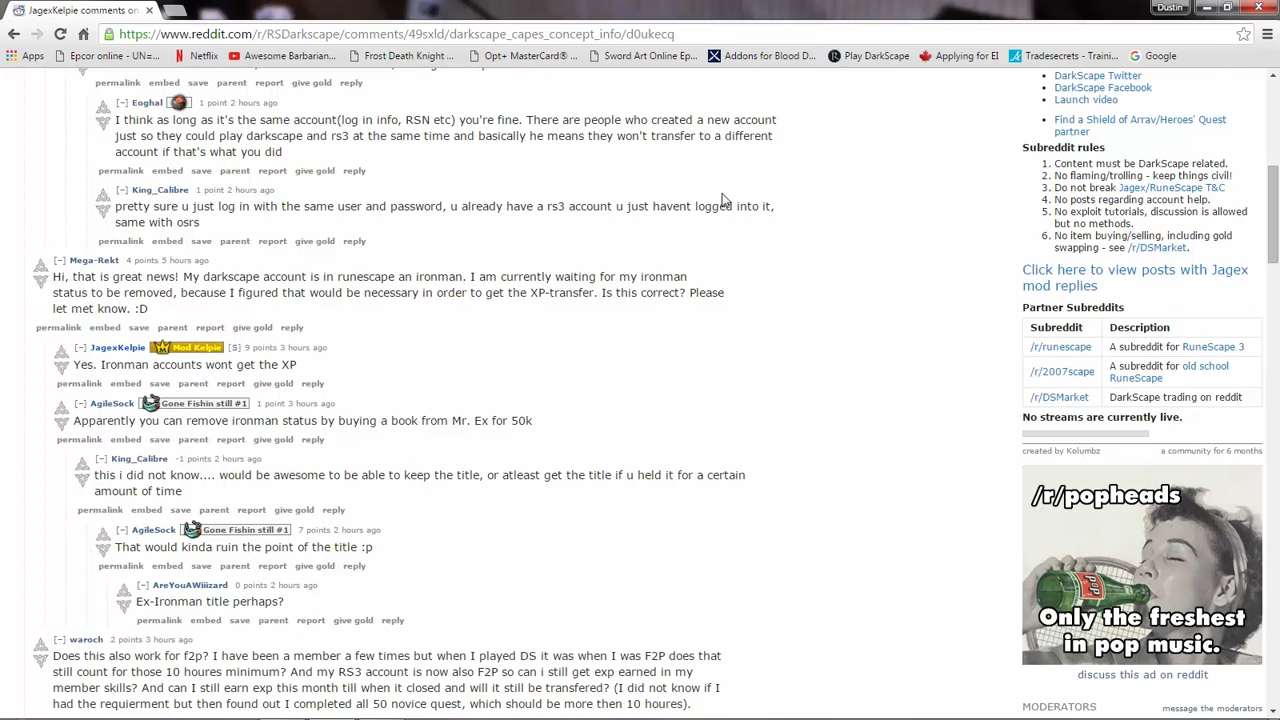 JagexKelpie comments on
Dustin
https://www.reddit.com/r/RSDarkscape/comments/49sxld/darkscape_capes_concept_info/d0ukecq
Apps Epcor online - UN=... Netflix Awesome Barbarian... Frost Death Knight ... Opt+ MasterCard® ... Sword Art Online Ep... Addons for Blood D... Play DarkScape Applying for EI Tradesecrets - Traini... Google
permalink embed save parent report give gold reply
[−] Eoghal 1 point 2 hours ago
I think as long as it's the same account(log in info, RSN etc) you're fine. There are people who created a new account
just so they could play darkscape and rs3 at the same time and basically he means they won't transfer to a different
account if that's what you did
permalink embed save parent report give gold reply
[−] King_Calibre 1 point 2 hours ago
pretty sure u just log in with the same user and password, u already have a rs3 account u just havent logged into it,
same with osrs
permalink embed save parent report give gold reply
[−] Mega-Rekt 4 points 5 hours ago
Hi, that is great news! My darkscape account is in runescape an ironman. I am currently waiting for my ironman
status to be removed, because I figured that would be necessary in order to get the XP-transfer. Is this correct? Please
let met know. :D
permalink embed save parent report give gold reply
[−] JagexKelpie Mod Kelpie [S] 9 points 3 hours ago
Yes. Ironman accounts wont get the XP
permalink embed save parent report give gold reply
[−] AgileSock Gone Fishin still #1 1 point 3 hours ago
Apparently you can remove ironman status by buying a book from Mr. Ex for 50k
permalink embed save parent report give gold reply
[−] King_Calibre -1 points 2 hours ago
this i did not know.... would be awesome to be able to keep the title, or atleast get the title if u held it for a certain
amount of time
permalink embed save parent report give gold reply
[−] AgileSock Gone Fishin still #1 7 points 2 hours ago
That would kinda ruin the point of the title :p
permalink embed save parent report give gold reply
[−] AreYouAWiiizard 0 points 2 hours ago
Ex-Ironman title perhaps?
permalink embed save parent report give gold reply
[−] waroch 2 points 3 hours ago
Does this also work for f2p? I have been a member a few times but when I played DS it was when I was F2P does that
still count for those 10 houres minimum? And my RS3 account is now also F2P so can i still get exp earned in my
member skills? And can I still earn exp this month till when it closed and will it still be transfered? (I did not know if I
had the requierment but then found out I completed all 50 novice quest, which should be more then 10 houres).
DarkScape Twitter
DarkScape Facebook
Launch video
Find a Shield of Arrav/Heroes' Quest
partner
Subreddit rules
1. Content must be DarkScape related.
2. No flaming/trolling - keep things civil!
3. Do not break Jagex/RuneScape T&C
4. No posts regarding account help.
5. No exploit tutorials, discussion is allowed
but no methods.
6. No item buying/selling, including gold
swapping - see /r/DSMarket.
Click here to view posts with Jagex
mod replies
Partner Subreddits
Subreddit Description
/r/runescape A subreddit for RuneScape 3
/r/2007scape A subreddit for old school
RuneScape
/r/DSMarket DarkScape trading on reddit
No streams are currently live.
created by Kolumbz a community for 6 months
/r/popheads
POP
Only the freshest
in pop music.
discuss this ad on reddit
MODERATORS message the moderators